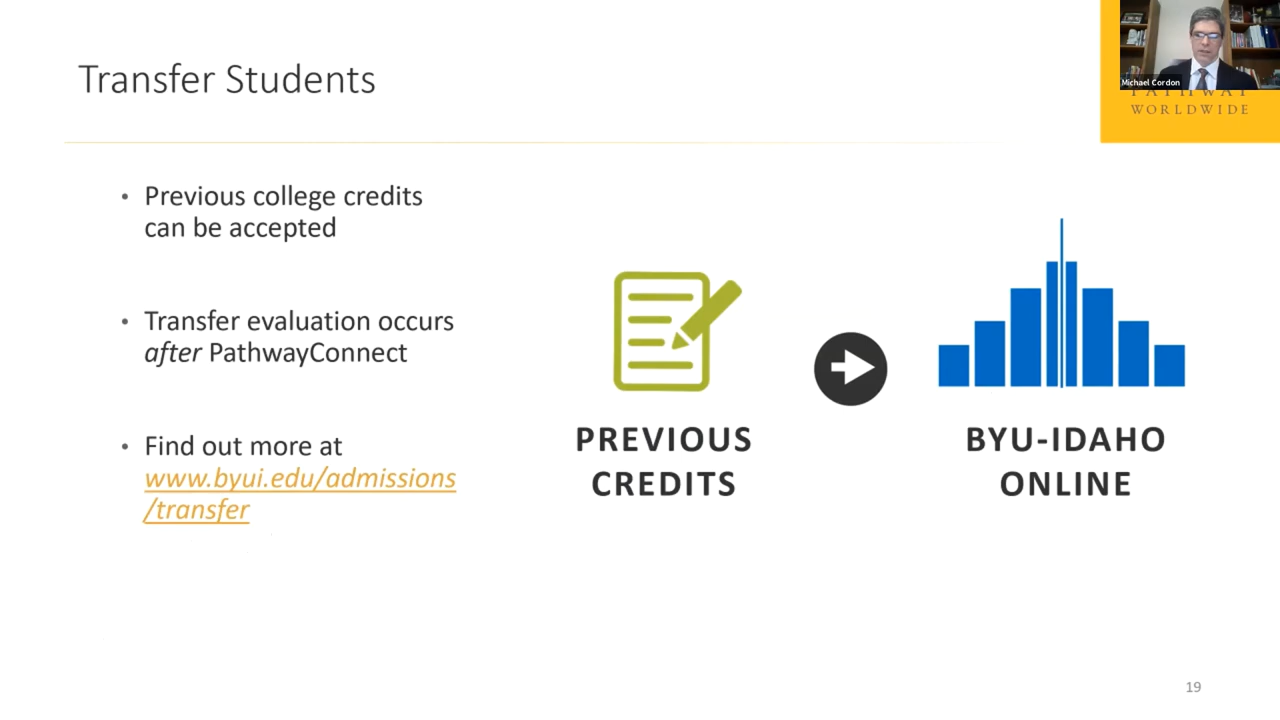 Transfer Students
Michael Cordon
WORLDWIDE
• Previous college credits
can be accepted
• Transfer evaluation occurs
after PathwayConnect
• Find out more at
www.byui.edu/admissions
/transfer
PREVIOUS
CREDITS
BYU-IDAHO
ONLINE
19